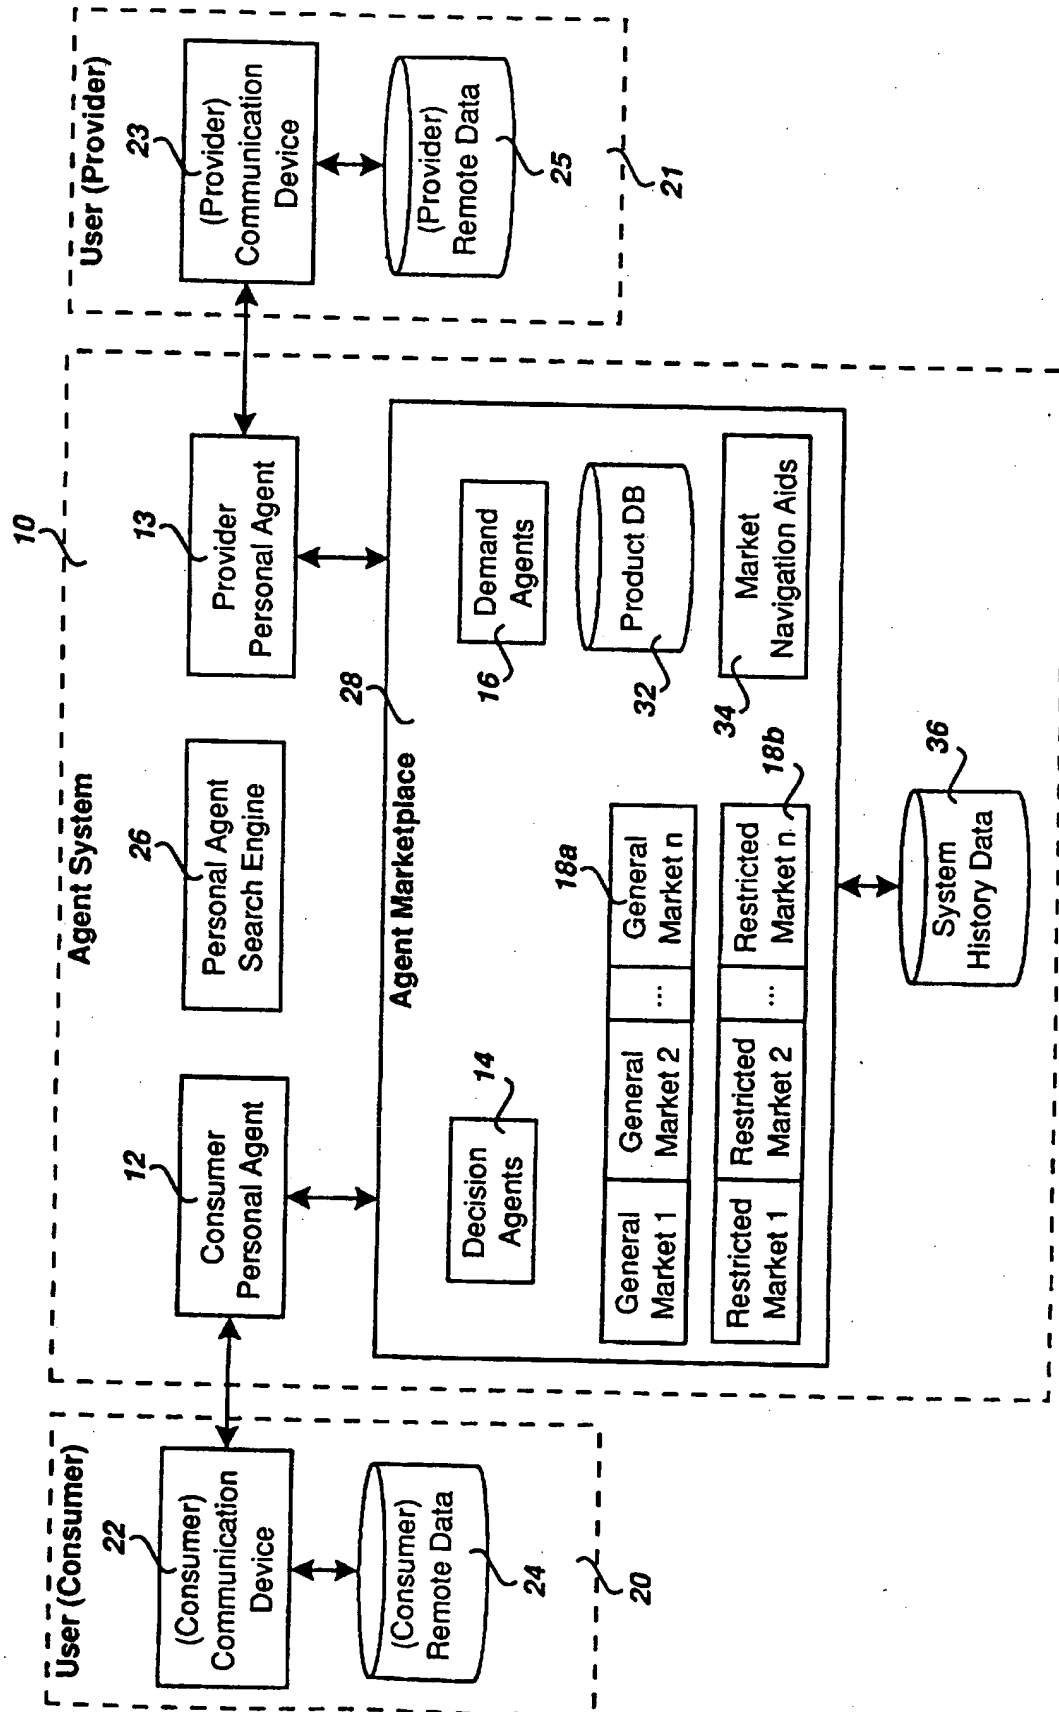 User (Consumer)
22
(Consumer)
Communication
Device
(Consumer)
Remote Data
24
20
10
Agent System
12
Consumer
Personal Agent
26
Personal Agent
Search Engine
13
Provider
Personal Agent
28
Agent Marketplace
14
Decision
Agents
16
Demand
Agents
18a
General
Market 1
General
Market 2
...
General
Market n
32
Product DB
Restricted
Market 1
Restricted
Market 2
...
Restricted
Market n
18b
34
Market
Navigation Aids
36
System
History Data
User (Provider)
23
(Provider)
Communication
Device
(Provider)
Remote Data
25
21